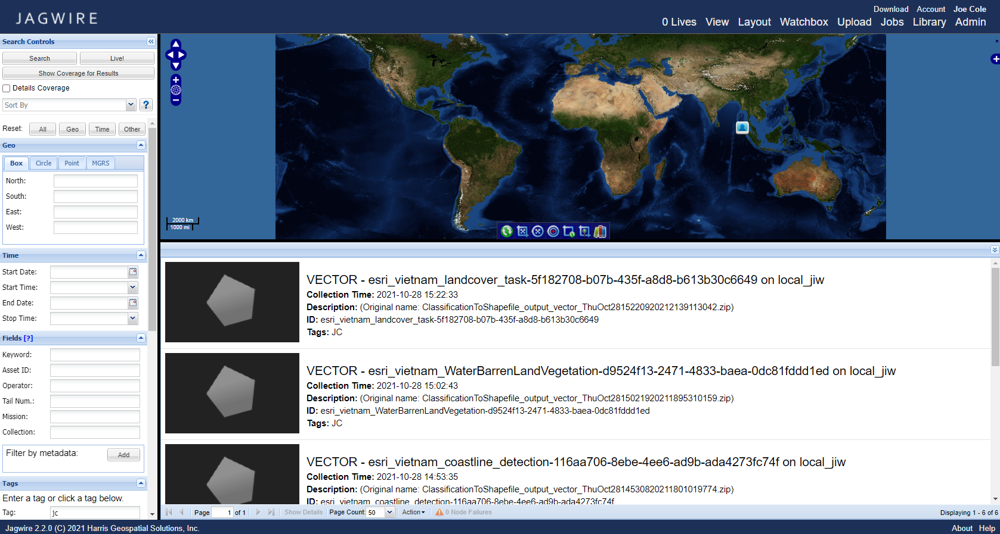 JAGWIRE
Download Account Joe Cole
0 Lives View Layout Watchbox Upload Jobs Library Admin
Search Controls
Search Live!
Show Coverage for Results
Details Coverage
Sort By ?
Reset: All Geo Time Other
Geo
Box Circle Point MGRS
North:
South:
East:
West:
Time
Start Date:
Start Time:
End Date:
Stop Time:
Fields [?]
Keyword:
Asset ID:
Operator:
Tail Num.:
Mission:
Collection:
Filter by metadata: Add
Tags
Enter a tag or click a tag below.
Tag: jc
2000 km
1000 mi
VECTOR - esri_vietnam_landcover_task-5f182708-b07b-435f-a8d8-b613b30c6649 on local_jiw
Collection Time: 2021-10-28 15:22:33
Description: (Original name: ClassificationToShapefile_output_vector_ThuOct2815220920212139113042.zip)
ID: esri_vietnam_landcover_task-5f182708-b07b-435f-a8d8-b613b30c6649
Tags: JC
VECTOR - esri_vietnam_WaterBarrenLandVegetation-d9524f13-2471-4833-baea-0dc81fddd1ed on local_jiw
Collection Time: 2021-10-28 15:02:43
Description: (Original name: ClassificationToShapefile_output_vector_ThuOct2815021920211895310159.zip)
ID: esri_vietnam_WaterBarrenLandVegetation-d9524f13-2471-4833-baea-0dc81fddd1ed
Tags: JC
VECTOR - esri_vietnam_coastline_detection-116aa706-8ebe-4ee6-ad9b-ada4273fc74f on local_jiw
Collection Time: 2021-10-28 14:53:35
Description: (Original name: ClassificationToShapefile_output_vector_ThuOct2814530820211801019774.zip)
ID: esri_vietnam_coastline_detection-116aa706-8ebe-4ee6-ad9b-ada4273fc74f
Page 1 of 1 Show Details Page Count: 50 Action 0 Node Failures Displaying 1 - 6 of 6
Jagwire 2.2.0 (C) 2021 Harris Geospatial Solutions, Inc. About Help